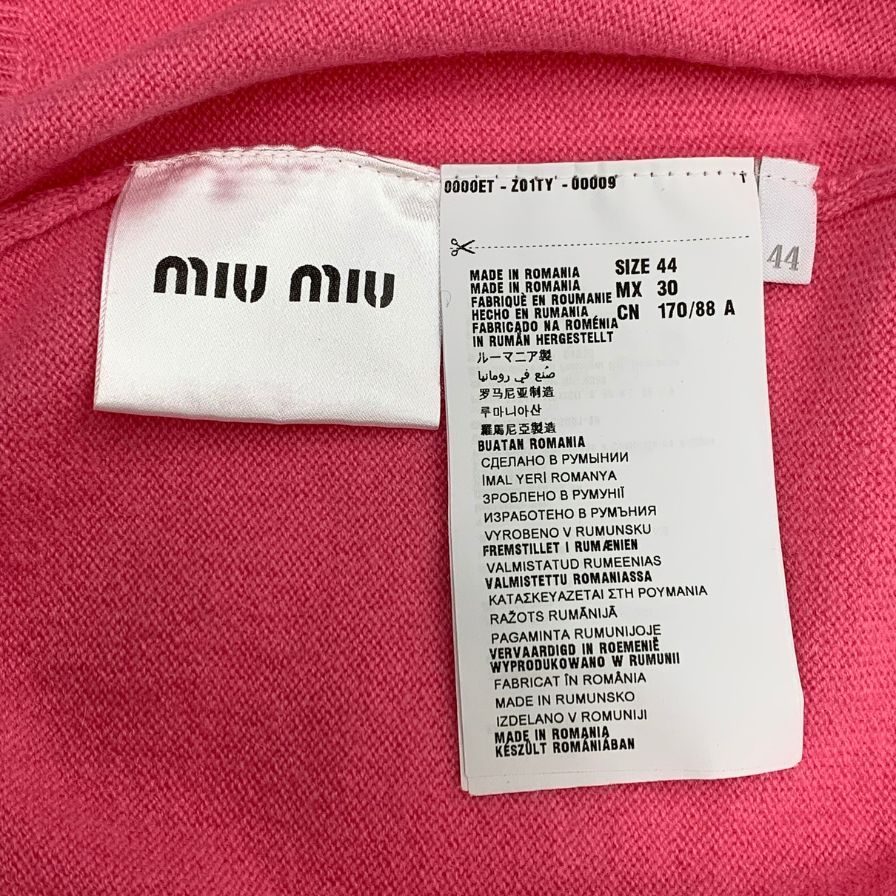 miu miu
0000ET - Z01TY - 00009 1
MADE IN ROMANIA SIZE 44
MADE IN ROMANIA MX 30
FABRIQUÈ EN ROUMANIE CN 170/88 A
HECHO EN RUMANIA
FABRICADO NA ROMÉNIA
IN RUMÄN HERGESTELLT
ルーマニア製
صنع في رومانيا
罗马尼亚制造
루마니아산
羅馬尼亞製造
BUATAN ROMANIA
СДЕЛАНО В РУМЫНИИ
İMAL YERİ ROMANYA
ЗРОБЛЕНО В РУМУНІЇ
ИЗРАБОТЕНО В РУМЪНИЯ
VYROBENO V RUMUNSKU
FREMSTILLET I RUMÆNIEN
VALMISTATUD RUMEENIAS
VALMISTETTU ROMANIASSA
ΚΑΤΑΣΚΕΥΑΖΕΤΑΙ ΣΤΗ ΡΟΥΜΑΝΙΑ
RAŽOTS RUMĀNIJĀ
PAGAMINTA RUMUNIJOJE
VERVAARDIGD IN ROEMENIË
WYPRODUKOWANO W RUMUNII
FABRICAT ÎN ROMÂNIA
MADE IN RUMUNSKO
IZDELANO V ROMUNIJI
MADE IN ROMANIA
KÉSZÜLT ROMÁNIÁBAN
44